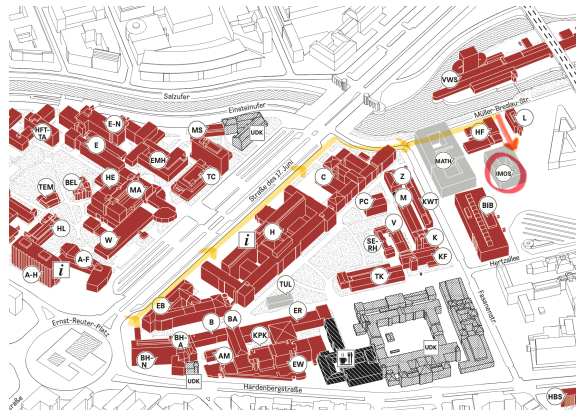 VWS
Salzufer
Müller-Breslau-Str.
Einsteinufer
L
E-N
HFT-
TA
MS
UDK
HF
E
MATH
EMH
Straße des 17. Juni
IMOS
HE
TC
C
Z
BEL
TEM
MA
M
PC
KWT
BIB
HL
V
H
W
i
SE-
RH
K
A-F
KF
Hertzallee
A-H
i
TK
TUL
EB
Fasanenstr.
ER
B
BA
Ernst-Reuter-Platz
KPK
BH-
A
UDK
BH-
N
AM
EW
UDK
Hardenbergstraße
HBS
straße